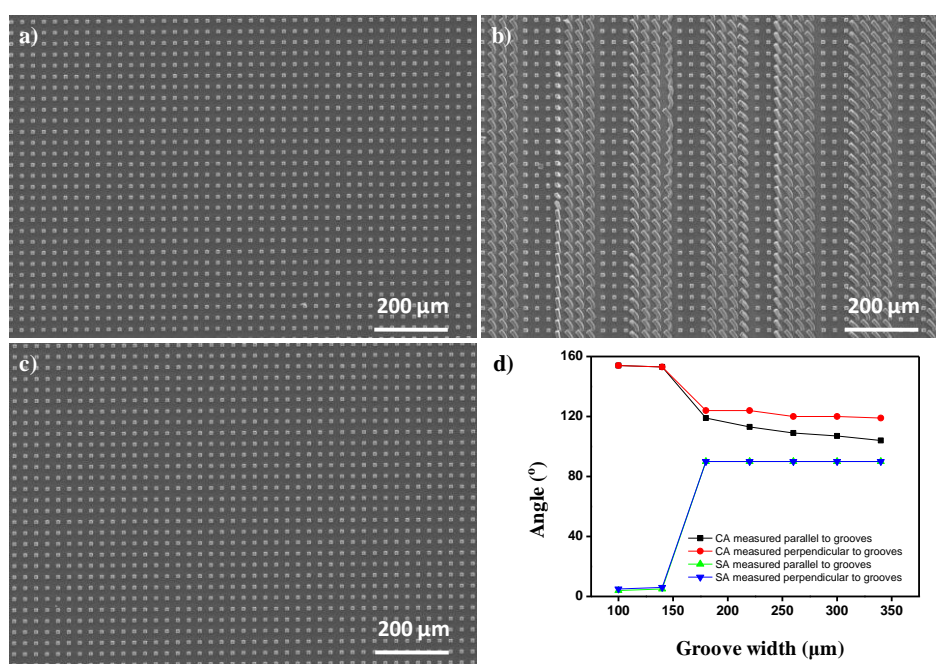 a)
200 µm
b)
200 µm
c)
200 µm
d)
160
120
80
40
0
Angle (º)
CA measured parallel to grooves
CA measured perpendicular to grooves
SA measured parallel to grooves
SA measured perpendicular to grooves
100 150 200 250 300 350
Groove width (µm)